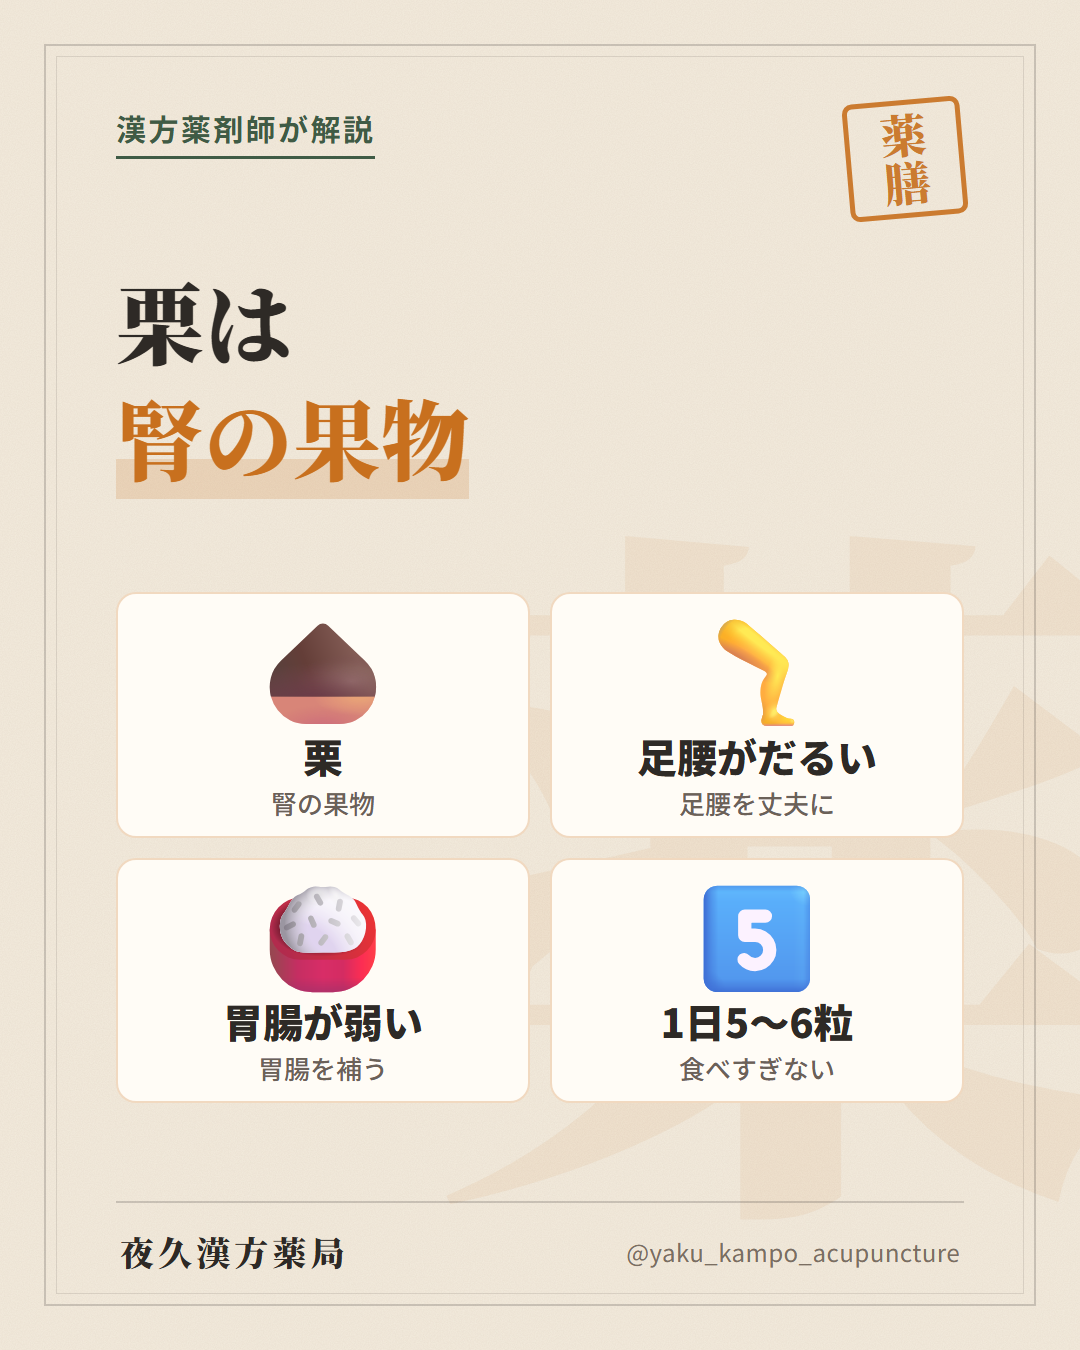 漢方薬剤師が解説
薬膳
栗は
腎の果物
栗
腎の果物
足腰がだるい
足腰を丈夫に
胃腸が弱い
胃腸を補う
5
1日5〜6粒
食べすぎない
夜久漢方薬局
@yaku_kampo_acupuncture
薬